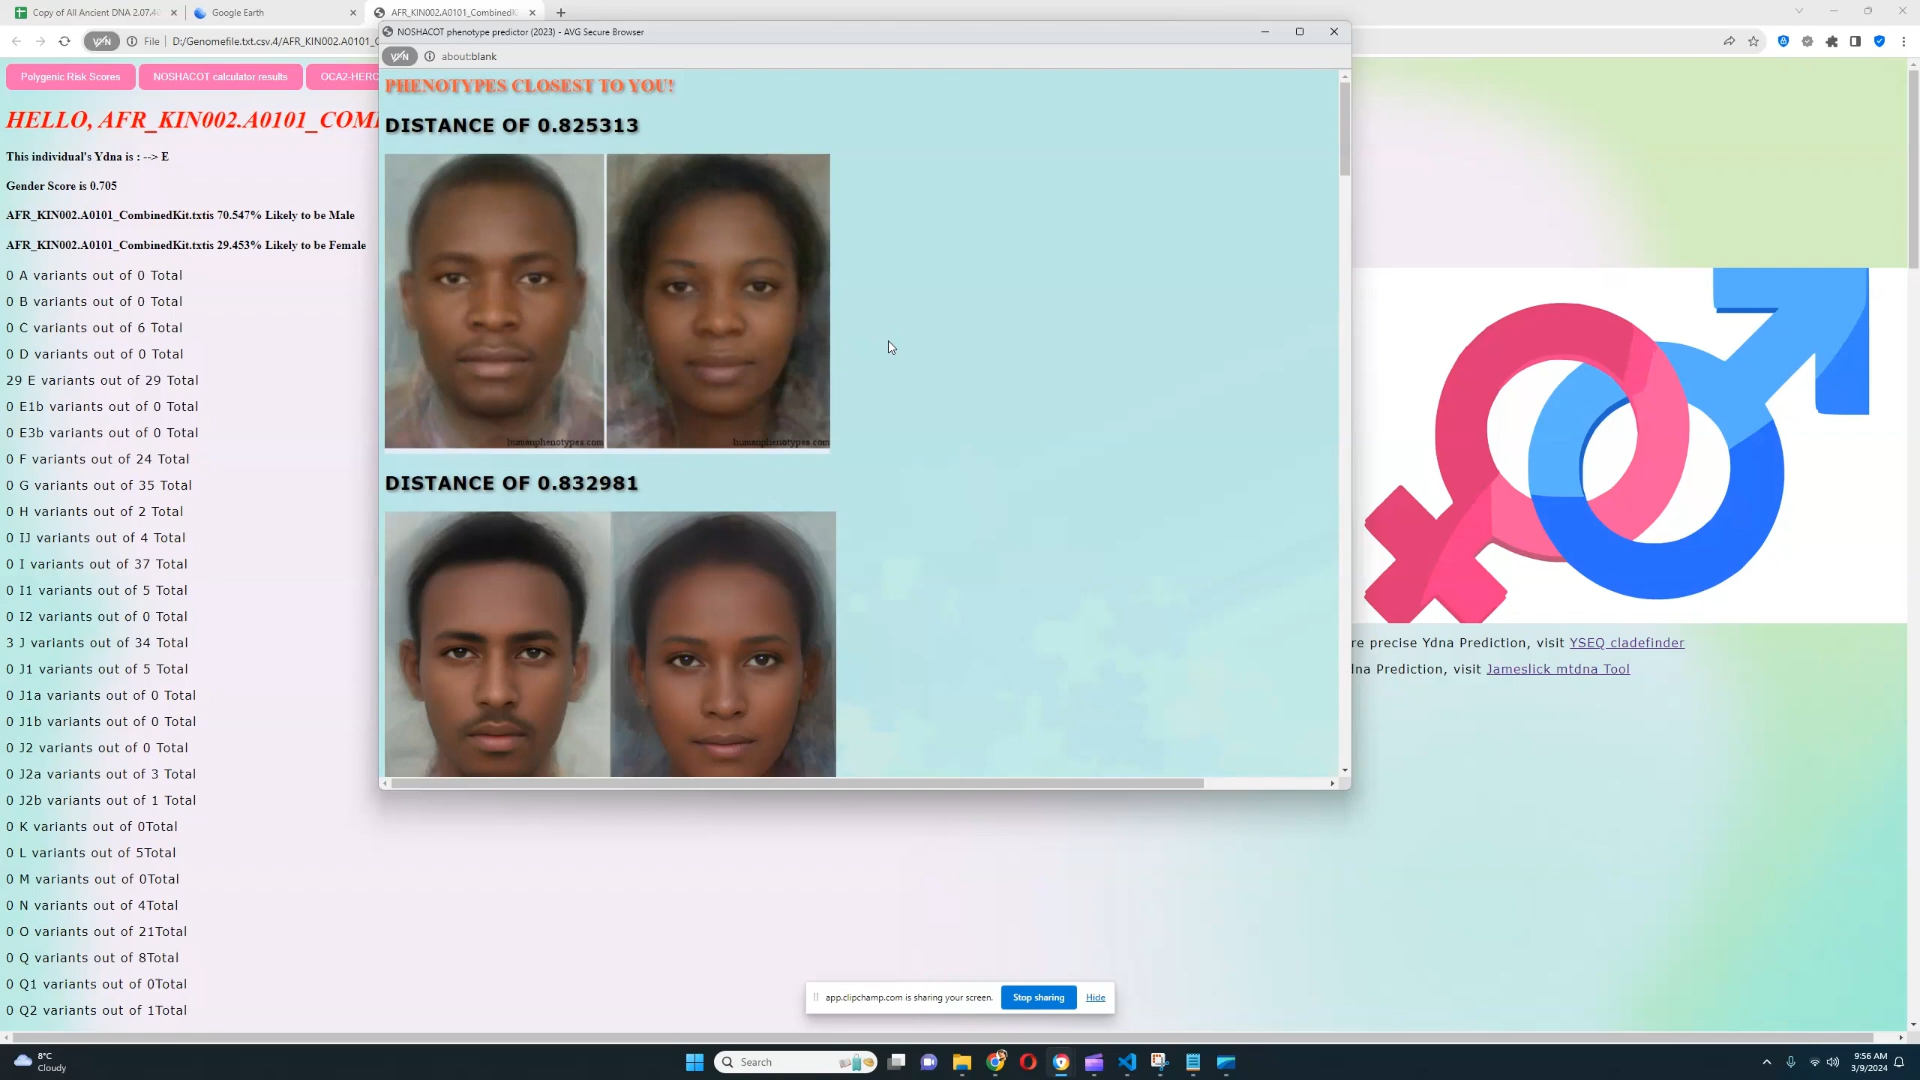 Copy of All Ancient DNA 2.07.4
Google Earth
AFR_KIN002.A0101_CombinedK
File
D:/Genomefile.txt.csv.4/AFR_KIN002.A0101_C
NOSHACOT phenotype predictor (2023) - AVG Secure Browser
about:blank
Polygenic Risk Scores
NOSHACOT calculator results
OCA2-HERC
HELLO, AFR_KIN002.A0101_COM
This individual's Ydna is : --> E
Gender Score is 0.705
AFR_KIN002.A0101_CombinedKit.txtis 70.547% Likely to be Male
AFR_KIN002.A0101_CombinedKit.txtis 29.453% Likely to be Female
0 A variants out of 0 Total
0 B variants out of 0 Total
0 C variants out of 6 Total
0 D variants out of 0 Total
29 E variants out of 29 Total
0 E1b variants out of 0 Total
0 E3b variants out of 0 Total
0 F variants out of 24 Total
0 G variants out of 35 Total
0 H variants out of 2 Total
0 IJ variants out of 4 Total
0 I variants out of 37 Total
0 I1 variants out of 5 Total
0 I2 variants out of 0 Total
3 J variants out of 34 Total
0 J1 variants out of 5 Total
0 J1a variants out of 0 Total
0 J1b variants out of 0 Total
0 J2 variants out of 0 Total
0 J2a variants out of 3 Total
0 J2b variants out of 1 Total
0 K variants out of 0Total
0 L variants out of 5Total
0 M variants out of 0Total
0 N variants out of 4Total
0 O variants out of 21Total
0 Q variants out of 8Total
0 Q1 variants out of 0Total
0 Q2 variants out of 1Total
PHENOTYPES CLOSEST TO YOU!
DISTANCE OF 0.825313
humanphenotypes.com
humanphenotypes.com
DISTANCE OF 0.832981
re precise Ydna Prediction, visit YSEQ cladefinder
dna Prediction, visit Jameslick mtdna Tool
app.clipchamp.com is sharing your screen.
Stop sharing
Hide
8°C
Cloudy
Search
9:56 AM
3/9/2024